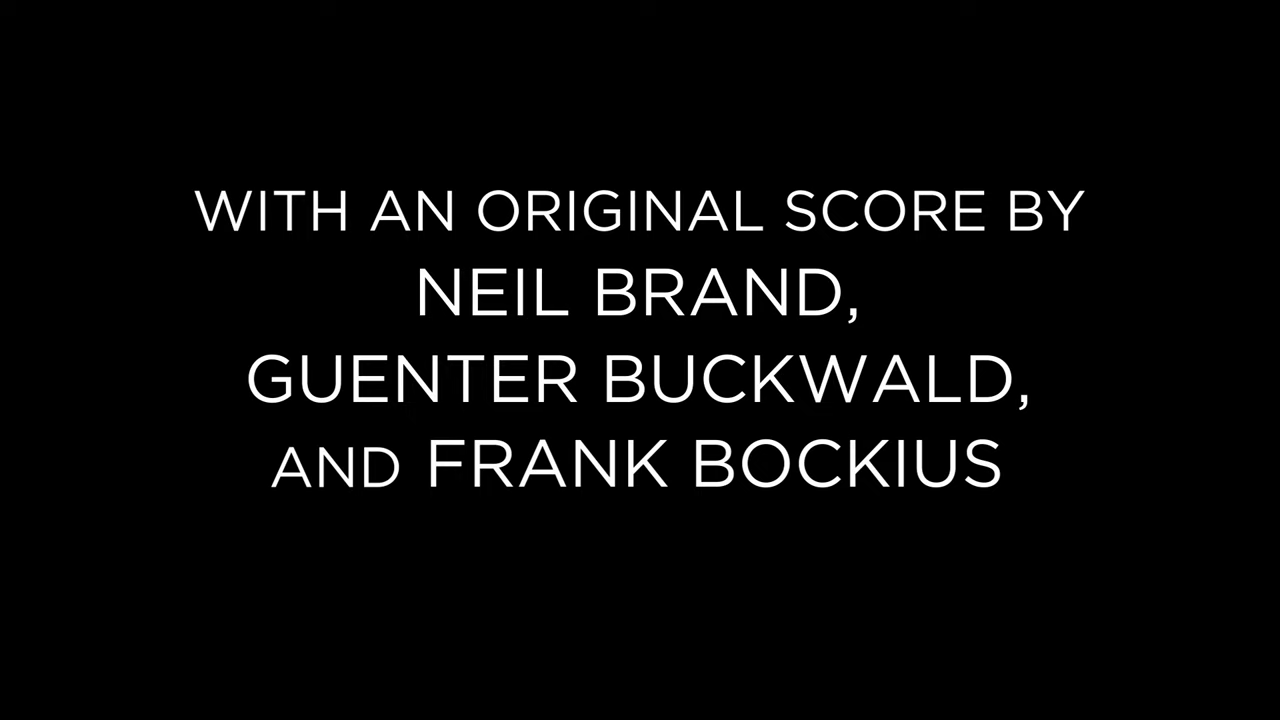 WITH AN ORIGINAL SCORE BY
NEIL BRAND,
GUENTER BUCKWALD,
AND FRANK BOCKIUS